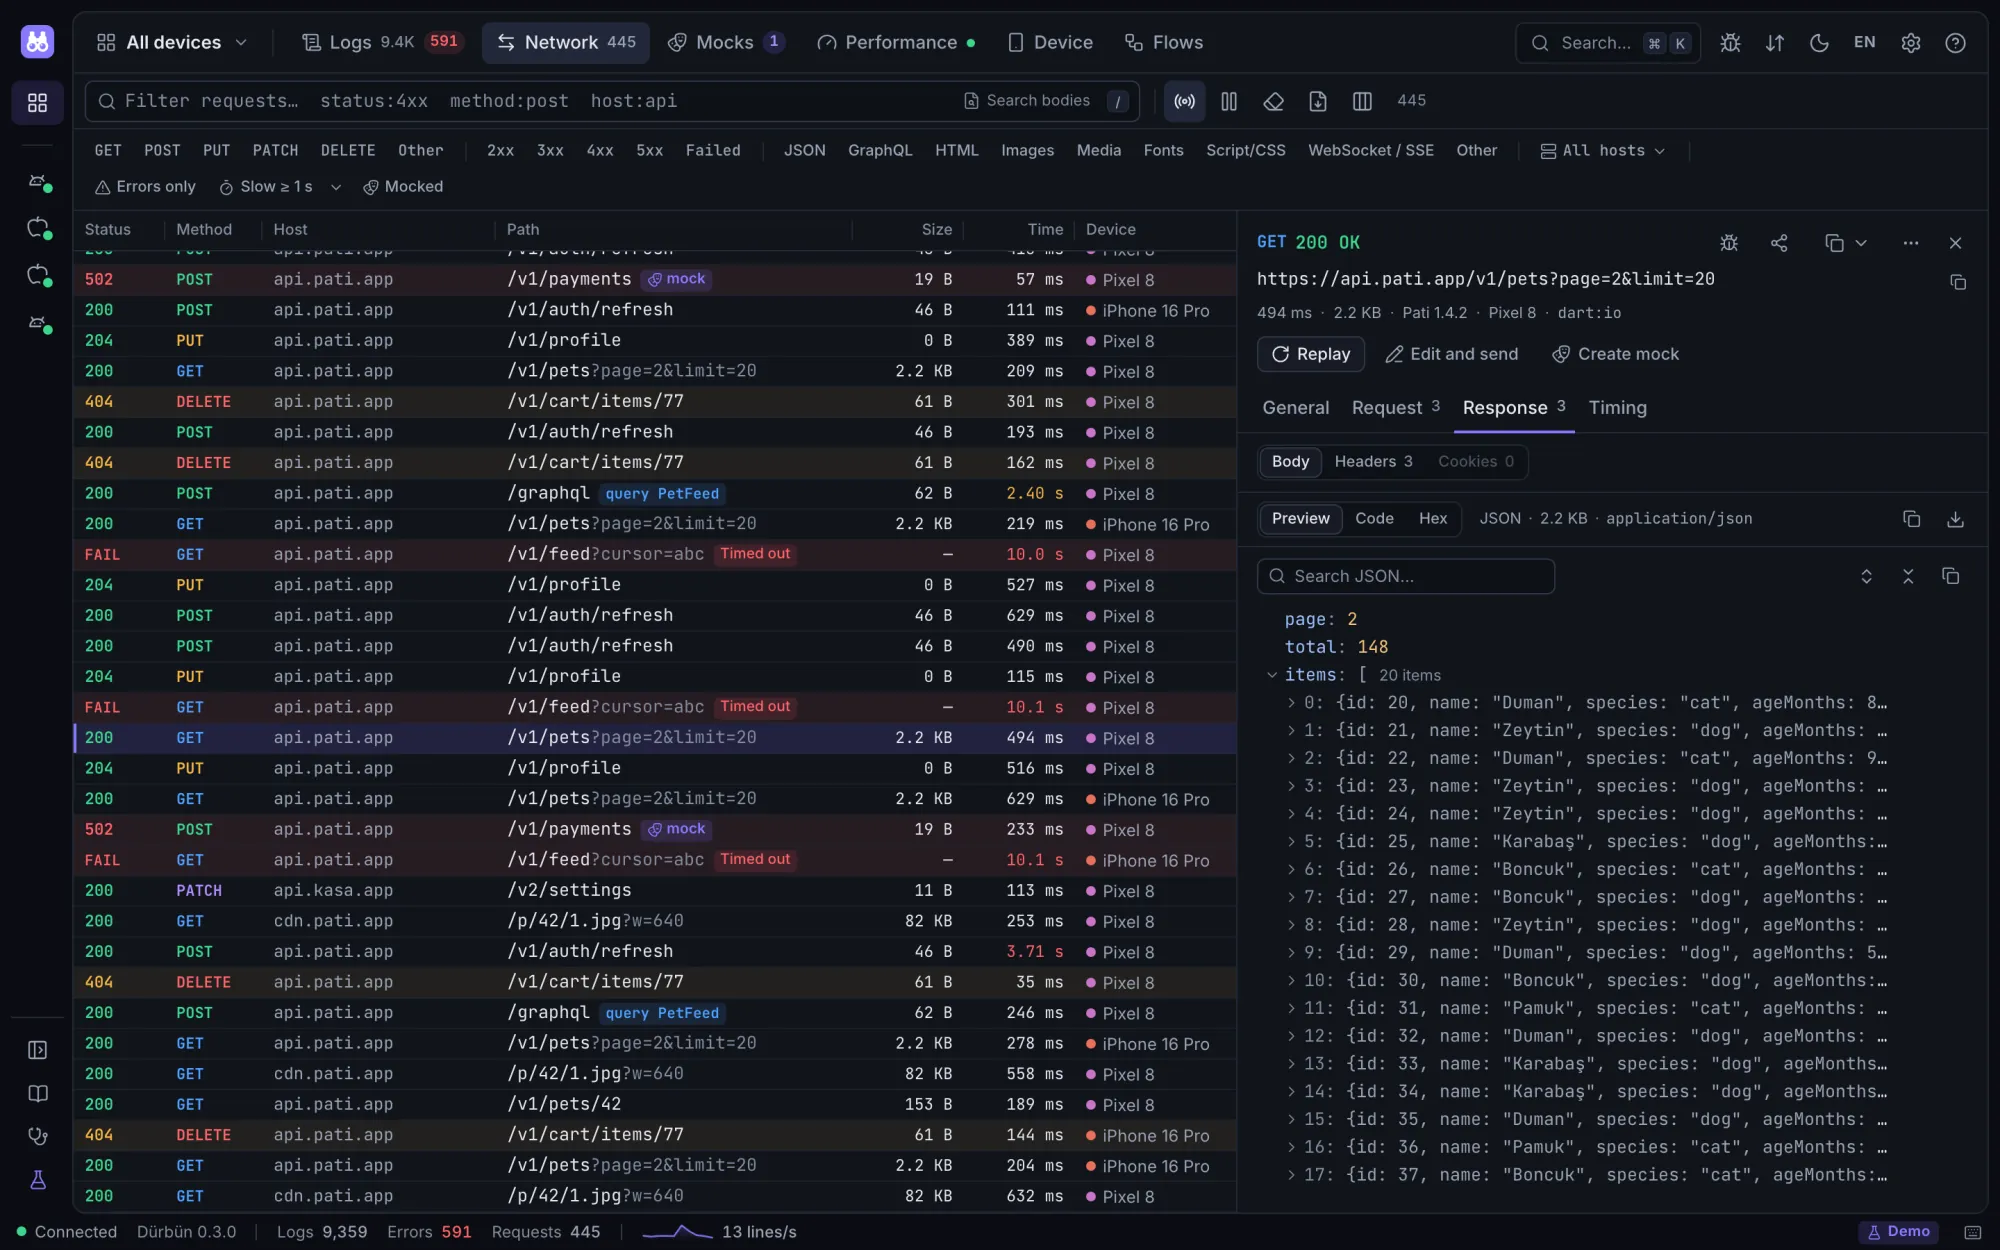 All devices Logs 9.4K 591 Network 445 Mocks 1 Performance Device Flows Search... ⌘ K EN
Filter requests… status:4xx method:post host:api Search bodies / 445
GET POST PUT PATCH DELETE Other 2xx 3xx 4xx 5xx Failed JSON GraphQL HTML Images Media Fonts Script/CSS WebSocket / SSE Other All hosts
Errors only Slow ≥ 1 s Mocked
Status Method Host Path Size Time Device
502 POST api.pati.app /v1/payments mock 19 B 57 ms Pixel 8
200 POST api.pati.app /v1/auth/refresh 46 B 111 ms iPhone 16 Pro
204 PUT api.pati.app /v1/profile 0 B 389 ms Pixel 8
200 GET api.pati.app /v1/pets?page=2&limit=20 2.2 KB 209 ms Pixel 8
404 DELETE api.pati.app /v1/cart/items/77 61 B 301 ms Pixel 8
200 POST api.pati.app /v1/auth/refresh 46 B 193 ms Pixel 8
404 DELETE api.pati.app /v1/cart/items/77 61 B 162 ms Pixel 8
200 POST api.pati.app /graphql query PetFeed 62 B 2.40 s Pixel 8
200 GET api.pati.app /v1/pets?page=2&limit=20 2.2 KB 219 ms iPhone 16 Pro
FAIL GET api.pati.app /v1/feed?cursor=abc Timed out — 10.0 s Pixel 8
204 PUT api.pati.app /v1/profile 0 B 527 ms Pixel 8
200 POST api.pati.app /v1/auth/refresh 46 B 629 ms Pixel 8
200 POST api.pati.app /v1/auth/refresh 46 B 490 ms Pixel 8
204 PUT api.pati.app /v1/profile 0 B 115 ms Pixel 8
FAIL GET api.pati.app /v1/feed?cursor=abc Timed out — 10.1 s Pixel 8
200 GET api.pati.app /v1/pets?page=2&limit=20 2.2 KB 494 ms Pixel 8
204 PUT api.pati.app /v1/profile 0 B 516 ms Pixel 8
200 GET api.pati.app /v1/pets?page=2&limit=20 2.2 KB 629 ms iPhone 16 Pro
502 POST api.pati.app /v1/payments mock 19 B 233 ms Pixel 8
FAIL GET api.pati.app /v1/feed?cursor=abc Timed out — 10.1 s iPhone 16 Pro
200 PATCH api.kasa.app /v2/settings 11 B 113 ms Pixel 8
200 GET cdn.pati.app /p/42/1.jpg?w=640 82 KB 253 ms Pixel 8
200 POST api.pati.app /v1/auth/refresh 46 B 3.71 s Pixel 8
404 DELETE api.pati.app /v1/cart/items/77 61 B 35 ms Pixel 8
200 POST api.pati.app /graphql query PetFeed 62 B 246 ms Pixel 8
200 GET api.pati.app /v1/pets?page=2&limit=20 2.2 KB 278 ms iPhone 16 Pro
200 GET cdn.pati.app /p/42/1.jpg?w=640 82 KB 558 ms Pixel 8
200 GET api.pati.app /v1/pets/42 153 B 189 ms Pixel 8
404 DELETE api.pati.app /v1/cart/items/77 61 B 144 ms iPhone 16 Pro
200 GET api.pati.app /v1/pets?page=2&limit=20 2.2 KB 204 ms iPhone 16 Pro
200 GET cdn.pati.app /p/42/1.jpg?w=640 82 KB 632 ms Pixel 8
GET 200 OK
https://api.pati.app/v1/pets?page=2&limit=20
494 ms · 2.2 KB · Pati 1.4.2 · Pixel 8 · dart:io
Replay Edit and send Create mock
General Request 3 Response 3 Timing
Body Headers 3 Cookies 0
Preview Code Hex JSON · 2.2 KB · application/json
Search JSON...
page: 2
total: 148
items: [ 20 items
0: {id: 20, name: "Duman", species: "cat", ageMonths: 8…
1: {id: 21, name: "Zeytin", species: "dog", ageMonths: …
2: {id: 22, name: "Duman", species: "cat", ageMonths: 9…
3: {id: 23, name: "Zeytin", species: "dog", ageMonths: …
4: {id: 24, name: "Zeytin", species: "dog", ageMonths: …
5: {id: 25, name: "Karabaş", species: "dog", ageMonths:…
6: {id: 26, name: "Boncuk", species: "cat", ageMonths: …
7: {id: 27, name: "Boncuk", species: "dog", ageMonths: …
8: {id: 28, name: "Zeytin", species: "dog", ageMonths: …
9: {id: 29, name: "Duman", species: "dog", ageMonths: 5…
10: {id: 30, name: "Boncuk", species: "dog", ageMonths:…
11: {id: 31, name: "Pamuk", species: "cat", ageMonths: …
12: {id: 32, name: "Duman", species: "dog", ageMonths: …
13: {id: 33, name: "Karabaş", species: "dog", ageMonths…
14: {id: 34, name: "Karabaş", species: "dog", ageMonths…
15: {id: 35, name: "Duman", species: "dog", ageMonths: …
16: {id: 36, name: "Pamuk", species: "cat", ageMonths: …
17: {id: 37, name: "Boncuk", species: "cat", ageMonths:…
Connected Dürbün 0.3.0 Logs 9,359 Errors 591 Requests 445 13 lines/s Demo